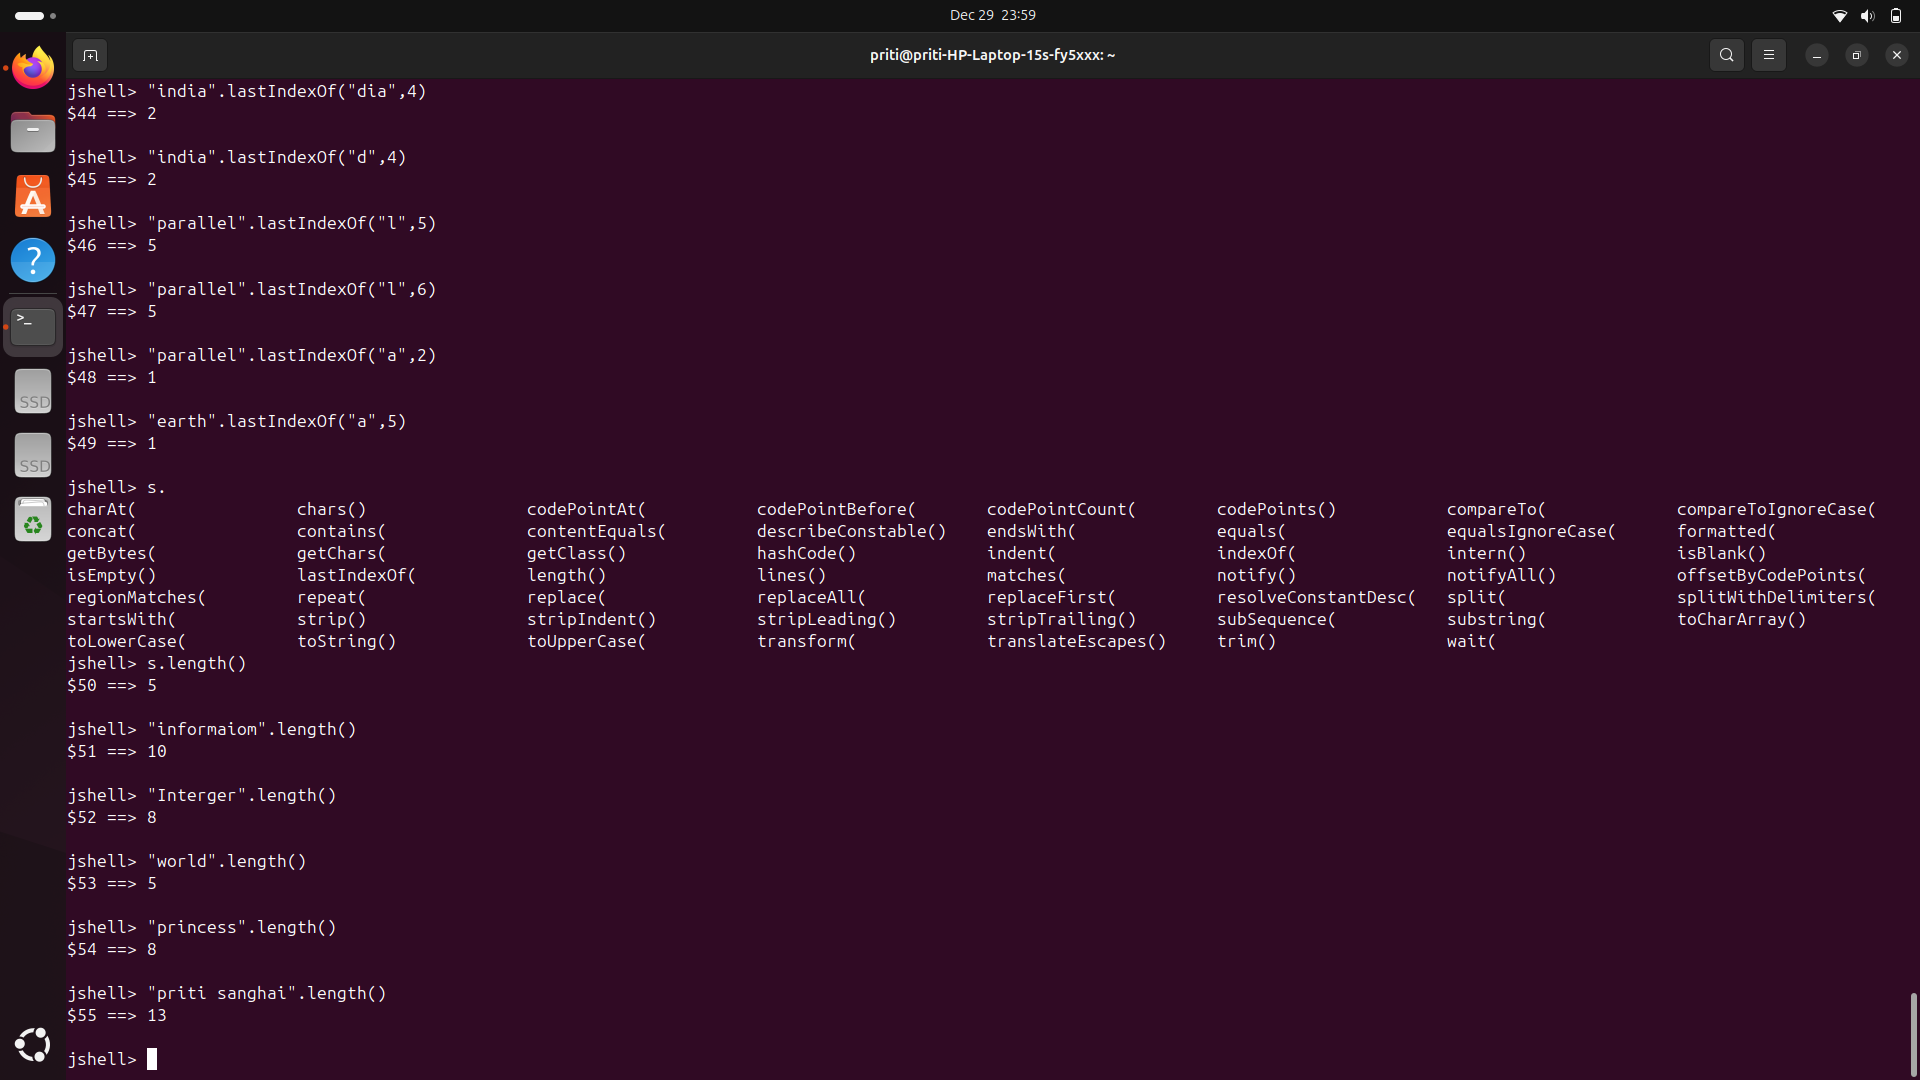 Dec 29 23:59
priti@priti-HP-Laptop-15s-fy5xxx: ~
jshell> "india".lastIndexOf("dia",4)
$44 ==> 2
jshell> "india".lastIndexOf("d",4)
$45 ==> 2
jshell> "parallel".lastIndexOf("l",5)
$46 ==> 5
jshell> "parallel".lastIndexOf("l",6)
$47 ==> 5
jshell> "parallel".lastIndexOf("a",2)
$48 ==> 1
jshell> "earth".lastIndexOf("a",5)
$49 ==> 1
jshell> s.
charAt( chars() codePointAt( codePointBefore( codePointCount( codePoints() compareTo( compareToIgnoreCase(
concat( contains( contentEquals( describeConstable() endsWith( equals( equalsIgnoreCase( formatted(
getBytes( getChars( getClass() hashCode() indent( indexOf( intern() isBlank()
isEmpty() lastIndexOf( length() lines() matches( notify() notifyAll() offsetByCodePoints(
regionMatches( repeat( replace( replaceAll( replaceFirst( resolveConstantDesc( split( splitWithDelimiters(
startsWith( strip() stripIndent() stripLeading() stripTrailing() subSequence( substring( toCharArray()
toLowerCase( toString() toUpperCase( transform( translateEscapes() trim() wait(
jshell> s.length()
$50 ==> 5
jshell> "informaiom".length()
$51 ==> 10
jshell> "Interger".length()
$52 ==> 8
jshell> "world".length()
$53 ==> 5
jshell> "princess".length()
$54 ==> 8
jshell> "priti sanghai".length()
$55 ==> 13
jshell>
?
>_
SSD
SSD